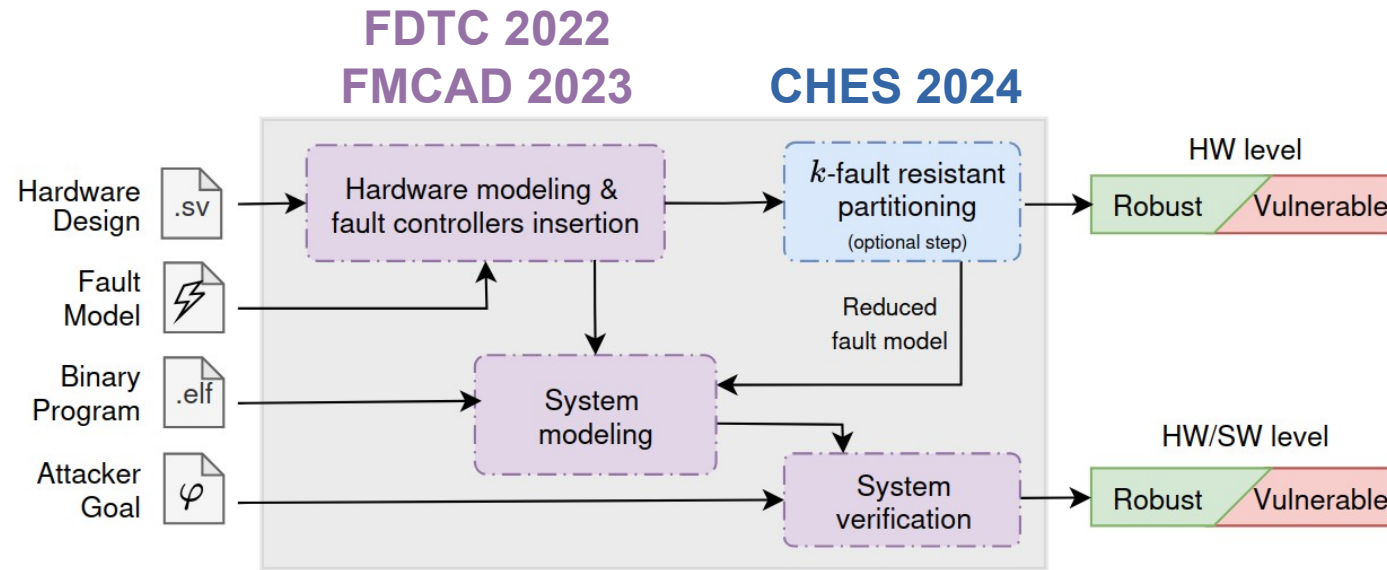 FDTC 2022
FMCAD 2023
CHES 2024
Hardware
Design
.sv
Fault
Model
Binary
Program
.elf
Attacker
Goal
φ
Hardware modeling &
fault controllers insertion
k-fault resistant
partitioning
(optional step)
Reduced
fault model
System
modeling
System
verification
HW level
Robust
Vulnerable
HW/SW level
Robust
Vulnerable